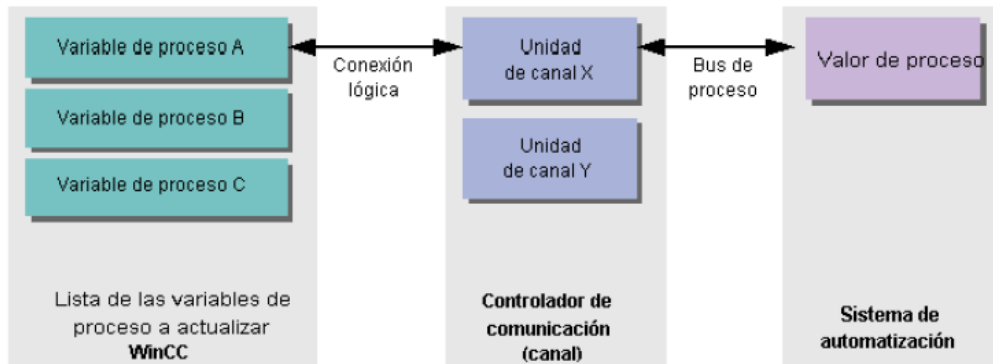 Variable de proceso A
Variable de proceso B
Variable de proceso C
Lista de las variables de
proceso a actualizar
WinCC
Conexión
lógica
Unidad
de canal X
Unidad
de canal Y
Controlador de
comunicación
(canal)
Bus de
proceso
Valor de proceso
Sistema de
automatización